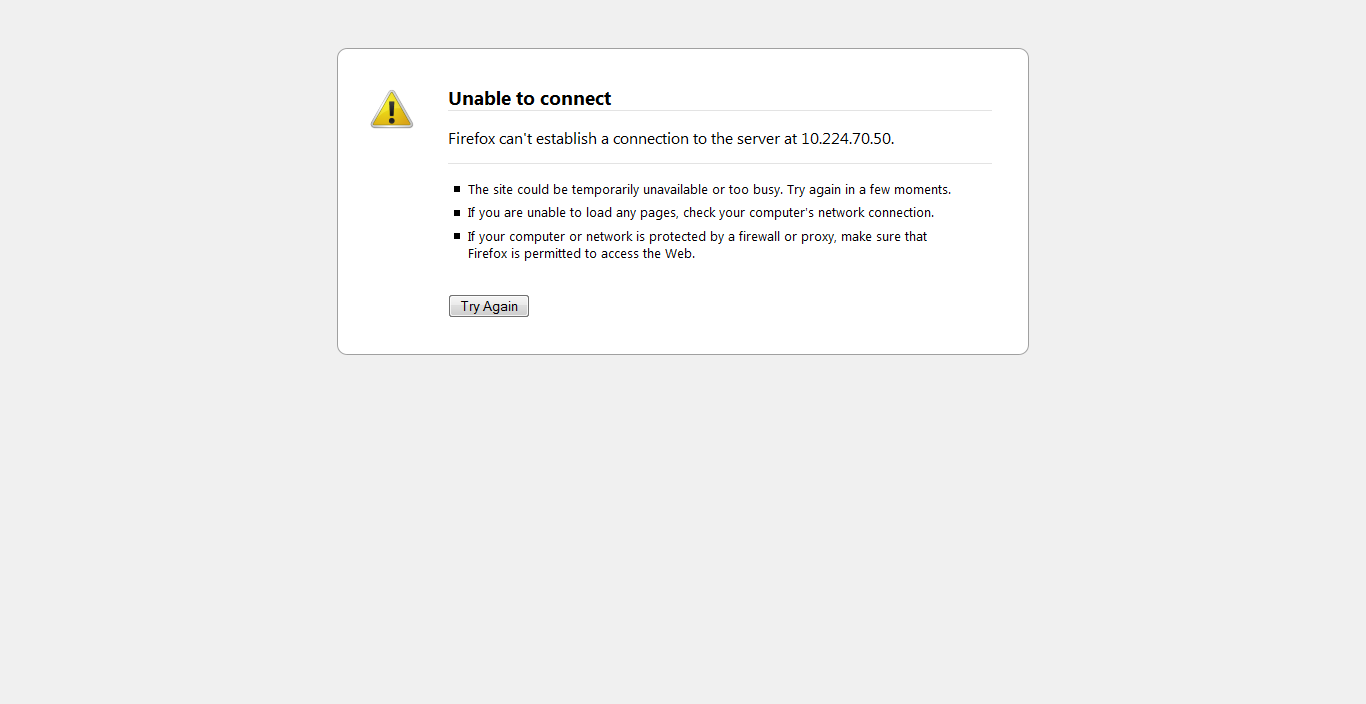 Unable to connect
Firefox can't establish a connection to the server at 10.224.70.50.
The site could be temporarily unavailable or too busy. Try again in a few moments.
If you are unable to load any pages, check your computer's network connection.
If your computer or network is protected by a firewall or proxy, make sure that
Firefox is permitted to access the Web.
Try Again